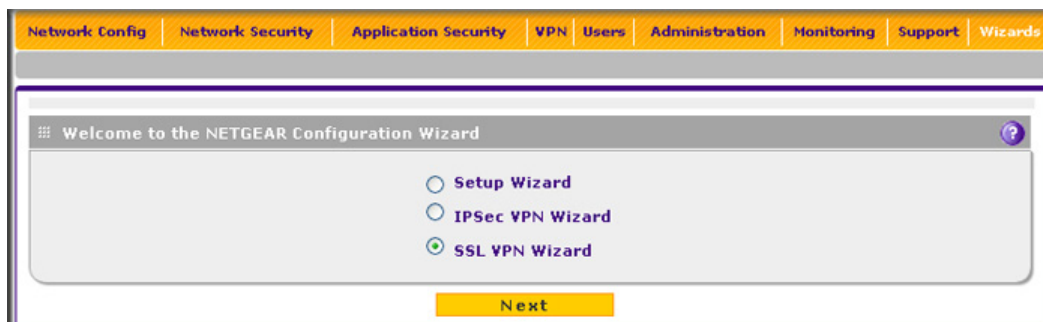 Network Config Network Security Application Security VPN Users Administration Monitoring Support Wizards
Welcome to the NETGEAR Configuration Wizard ?
Setup Wizard
IPSec VPN Wizard
SSL VPN Wizard
Next